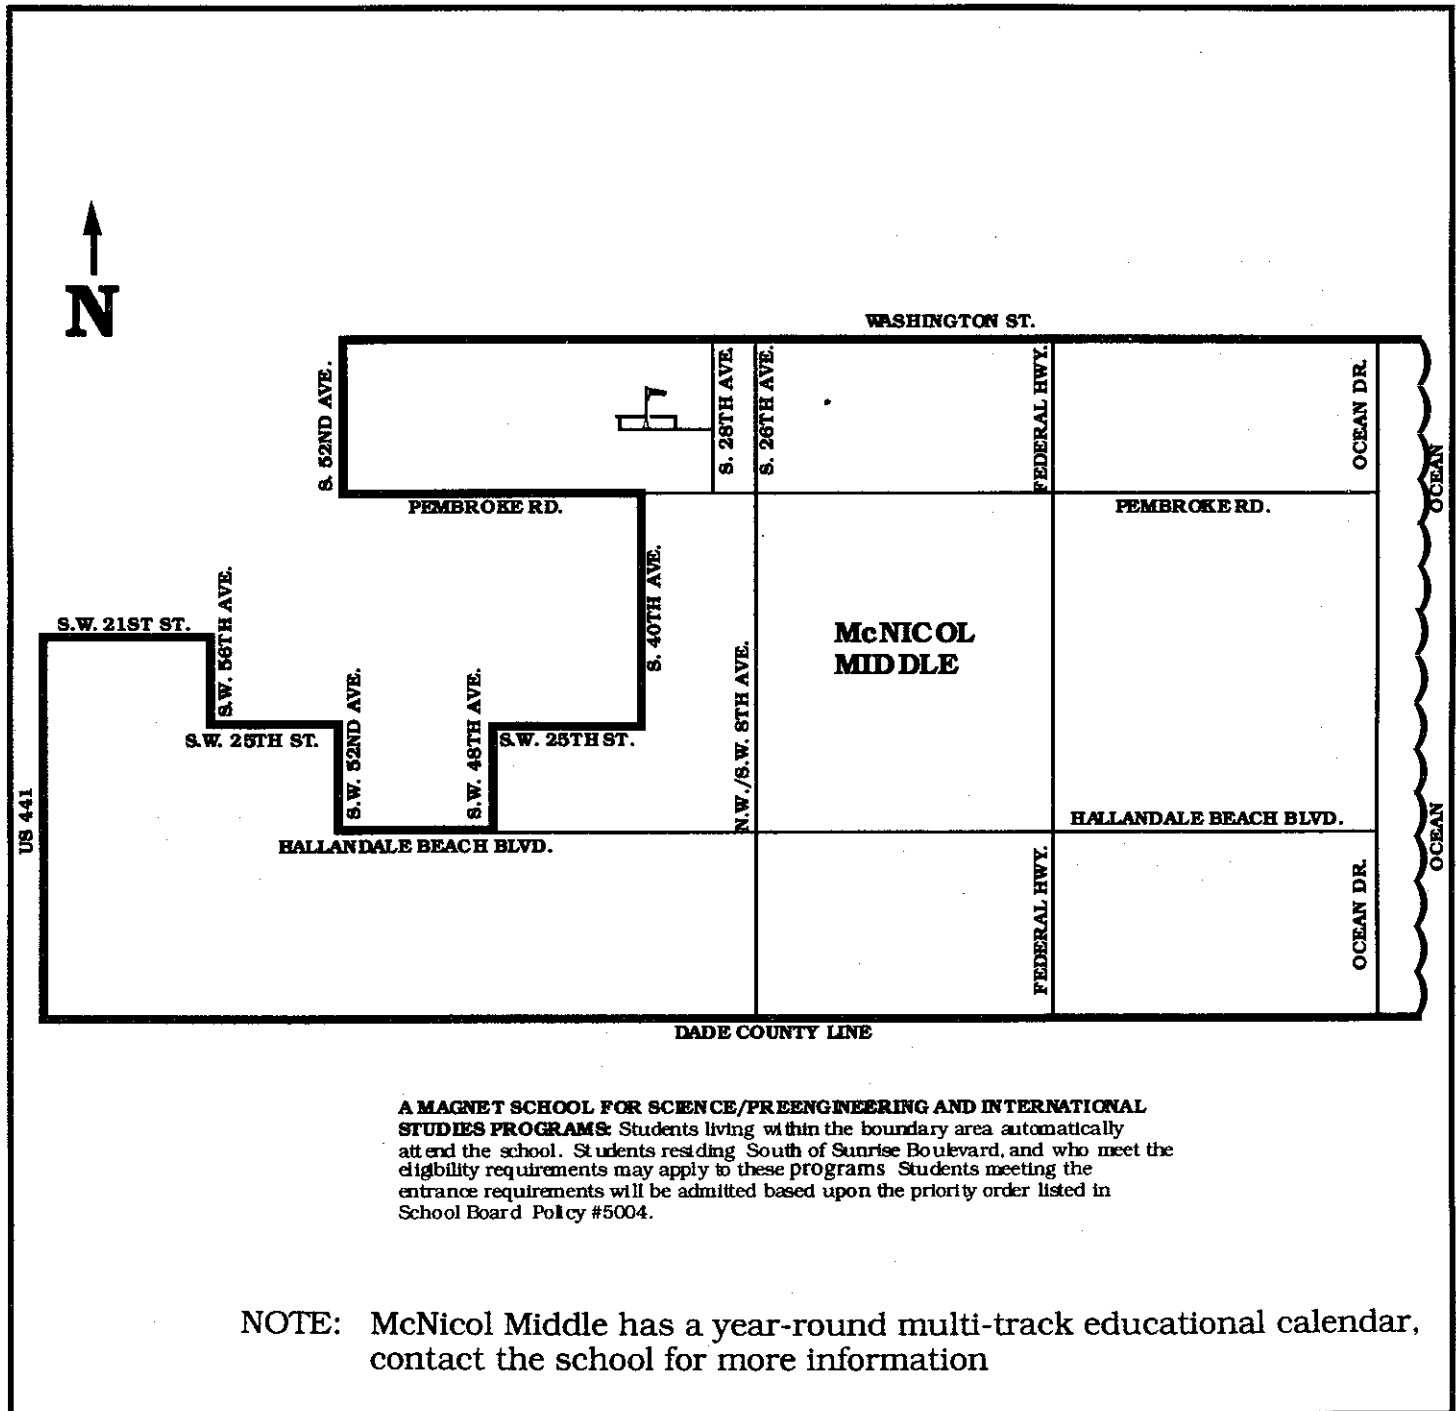 N
WASHINGTON ST.
S. 52ND AVE.
S. 28TH AVE.
S. 26TH AVE.
FEDERAL HWY.
OCEAN DR.
OCEAN
PEMBROKE RD.
PEMBROKE RD.
S. 40TH AVE.
S.W. 21ST ST.
S.W. 56TH AVE.
McNICOL
MIDDLE
N.W./S.W. 8TH AVE.
S.W. 25TH ST.
S.W. 52ND AVE.
S.W. 48TH AVE.
S.W. 25TH ST.
US 441
HALLANDALE BEACH BLVD.
HALLANDALE BEACH BLVD.
OCEAN
FEDERAL HWY.
OCEAN DR.
DADE COUNTY LINE
A MAGNET SCHOOL FOR SCIENCE/PREENGINEERING AND INTERNATIONAL
STUDIES PROGRAMS: Students living within the boundary area automatically
attend the school. Students residing South of Sunrise Boulevard, and who meet the
eligibility requirements may apply to these programs Students meeting the
entrance requirements will be admitted based upon the priority order listed in
School Board Policy #5004.
NOTE: McNicol Middle has a year-round multi-track educational calendar,
contact the school for more information